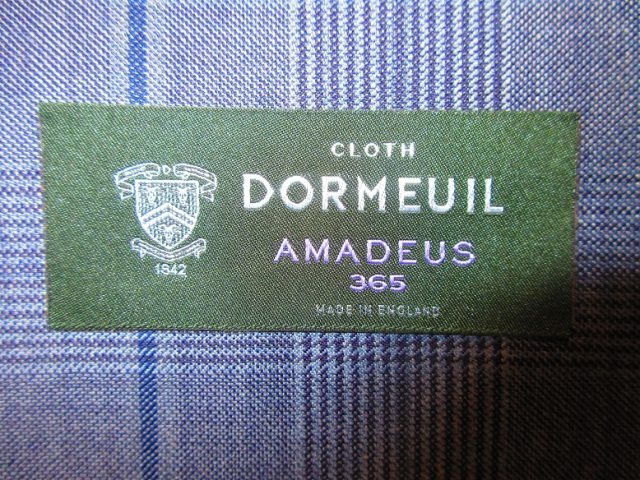 CLOTH
DORMEUIL
AMADEUS
365
MADE IN ENGLAND
1842